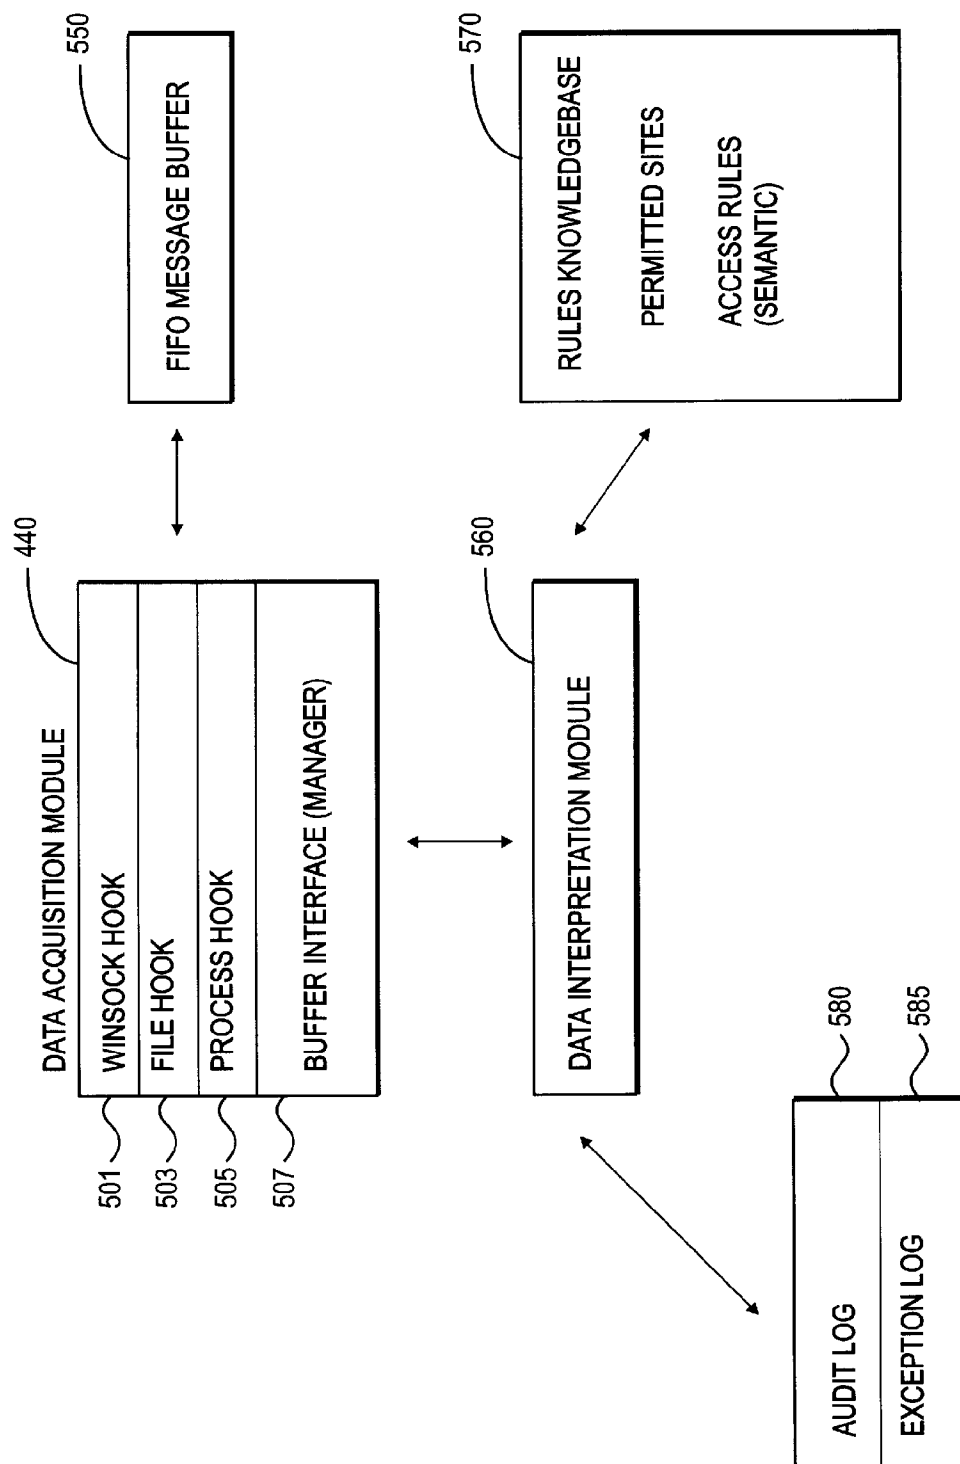 DATA ACQUISITION MODULE
440
501
WINSOCK HOOK
503
FILE HOOK
505
PROCESS HOOK
507
BUFFER INTERFACE (MANAGER)
550
FIFO MESSAGE BUFFER
560
DATA INTERPRETATION MODULE
570
RULES KNOWLEDGEBASE
PERMITTED SITES
ACCESS RULES
(SEMANTIC)
AUDIT LOG
580
EXCEPTION LOG
585